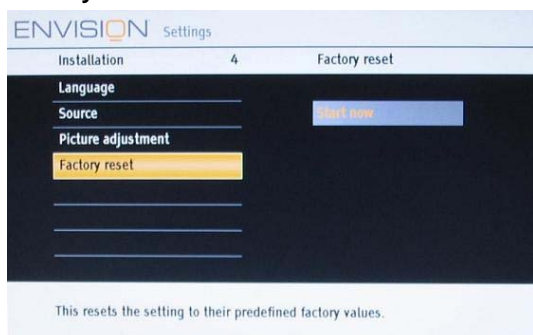 ENVISION Settings
Installation 4 Factory reset
Language
Source Start now
Picture adjustment
Factory reset
This resets the setting to their predefined factory values.